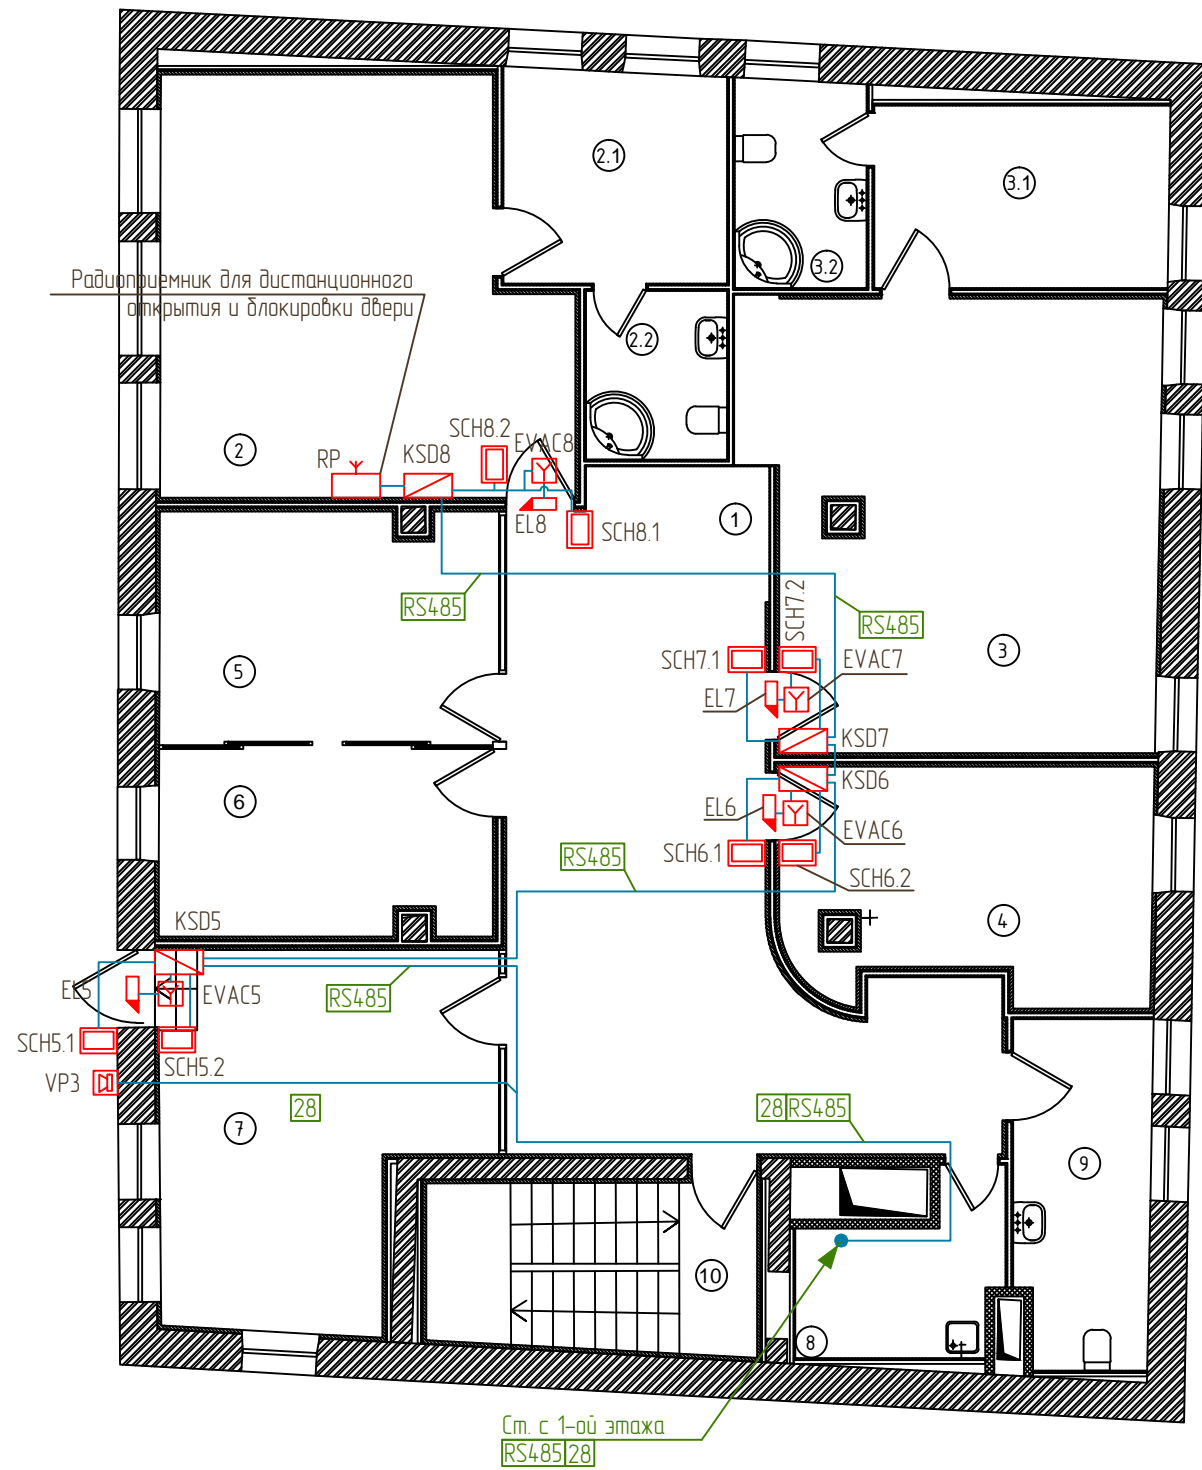 2.1
3.1
3.2
Радиоприемник для дистанционного
открытия и блокировки двери
2.2
SCH8.2
EVAC8
2
RP
KSD8
EL8
SCH8.1
1
RS485
SCH7.2
RS485
SCH7.1
EVAC7
3
5
EL7
KSD7
KSD6
6
EL6
EVAC6
RS485
SCH6.1
SCH6.2
KSD5
4
EL5
EVAC5
RS485
SCH5.1
SCH5.2
VP3
28
28 RS485
7
9
10
8
Ст. с 1-ой этажа
RS485 28